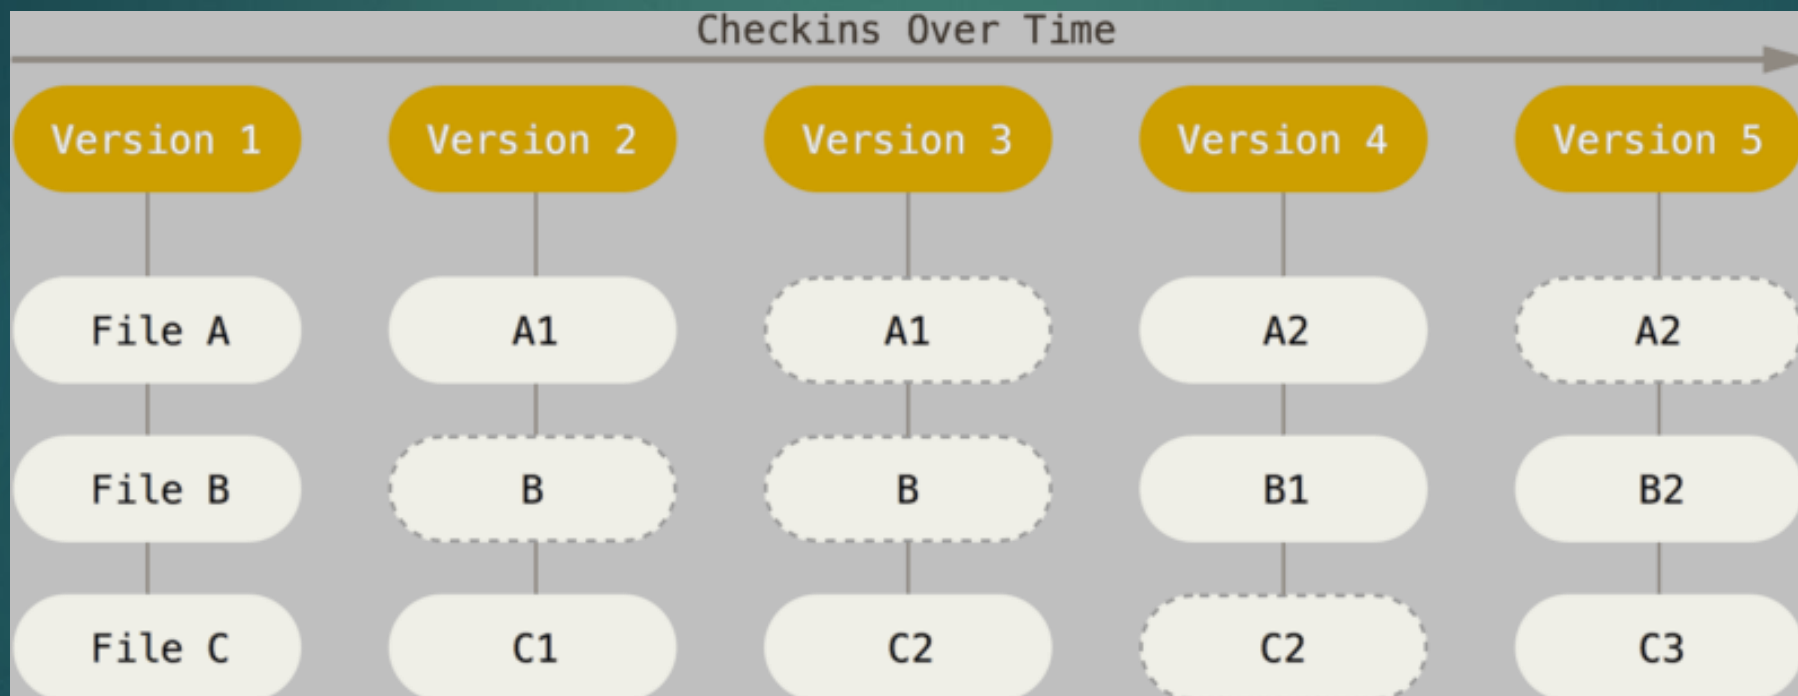 Checkins Over Time
Version 1 Version 2 Version 3 Version 4 Version 5
File A A1 A1 A2 A2
File B B B B1 B2
File C C1 C2 C2 C3